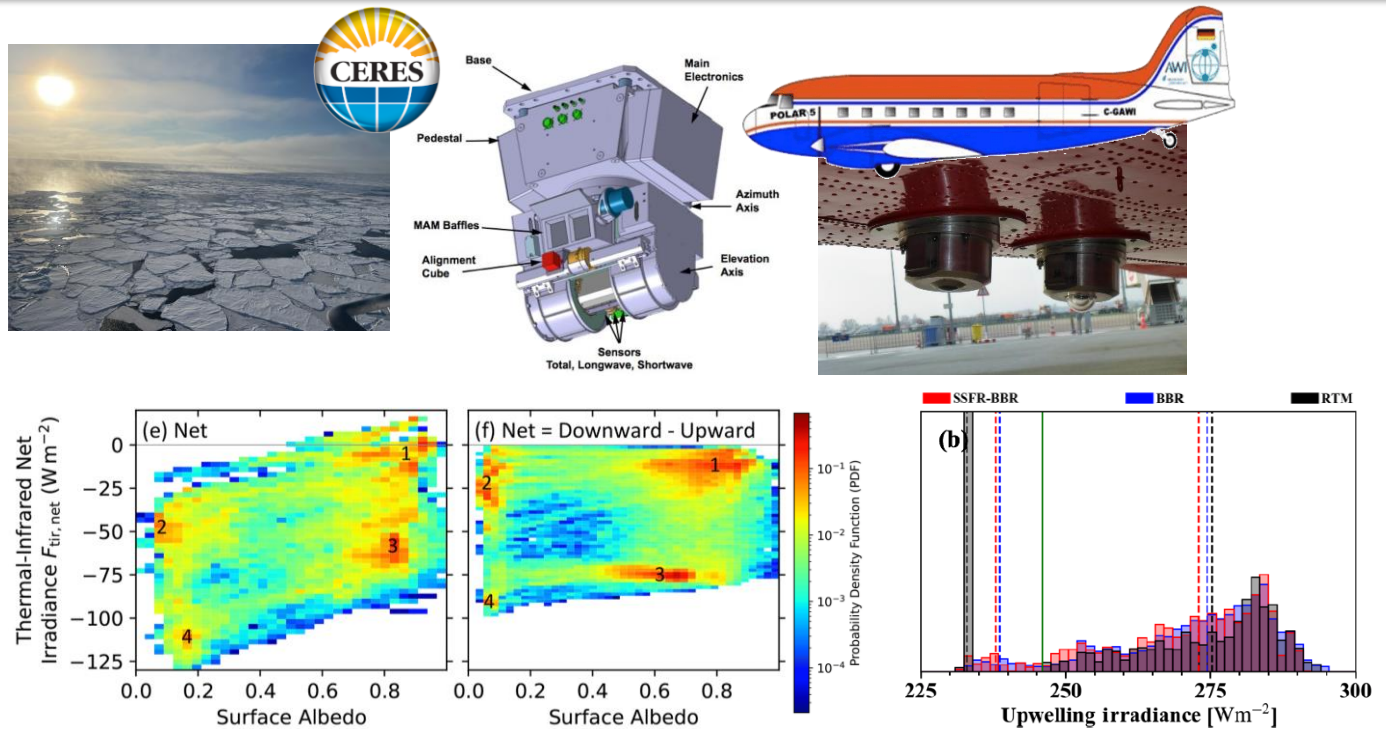 CERES
Base
Main
Electronics
Pedestal
Azimuth
Axis
MAM Baffles
Alignment
Cube
Elevation
Axis
Sensors
Total, Longwave, Shortwave
POLAR 5
C-GAWI
AWI
(e) Net
(f) Net = Downward - Upward
Thermal-Infrared Net
Irradiance F_tir,net (W m⁻²)
0
−25
−50
−75
−100
−125
1
2
3
4
1
2
3
4
0.0 0.2 0.4 0.6 0.8
0.0 0.2 0.4 0.6 0.8
Surface Albedo
Surface Albedo
10⁻¹
10⁻²
10⁻³
10⁻⁴
Probability Density Function (PDF)
SSFR-BBR BBR RTM
(b)
225 250 275 300
Upwelling irradiance [Wm⁻²]